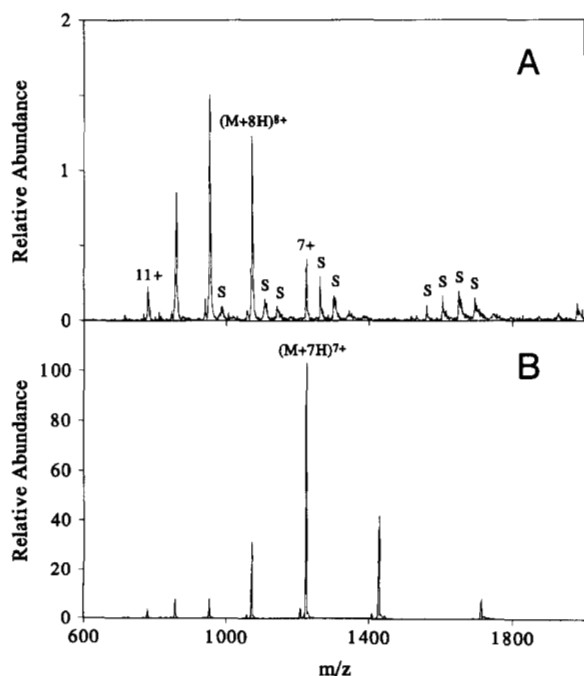 2
A
(M+8H)⁸⁺
Relative Abundance
1
7+
11+
S
S
S
S
S
S
S
S
S
0
(M+7H)⁷⁺
B
100
80
Relative Abundance
60
40
20
0
600
1000
1400
1800
m/z